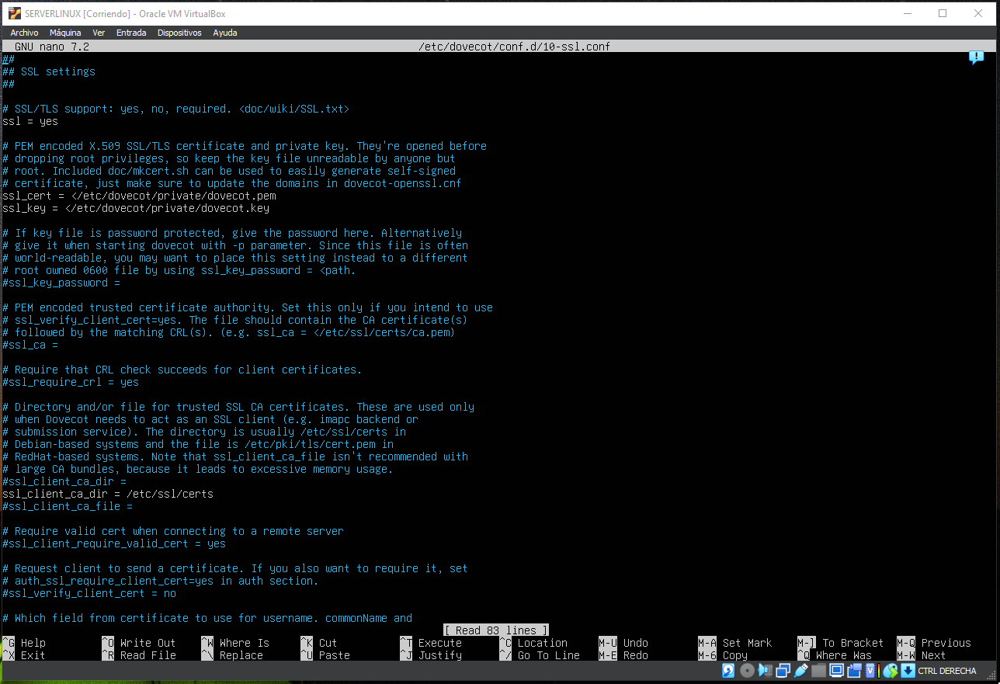 SERVERLINUX [Corriendo] - Oracle VM VirtualBox
Archivo Máquina Ver Entrada Dispositivos Ayuda
GNU nano 7.2 /etc/dovecot/conf.d/10-ssl.conf
##
## SSL settings
##
# SSL/TLS support: yes, no, required. <doc/wiki/SSL.txt>
ssl = yes
# PEM encoded X.509 SSL/TLS certificate and private key. They're opened before
# dropping root privileges, so keep the key file unreadable by anyone but
# root. Included doc/mkcert.sh can be used to easily generate self-signed
# certificate, just make sure to update the domains in dovecot-openssl.cnf
ssl_cert = </etc/dovecot/private/dovecot.pem
ssl_key = </etc/dovecot/private/dovecot.key
# If key file is password protected, give the password here. Alternatively
# give it when starting dovecot with -p parameter. Since this file is often
# world-readable, you may want to place this setting instead to a different
# root owned 0600 file by using ssl_key_password = <path.
#ssl_key_password =
# PEM encoded trusted certificate authority. Set this only if you intend to use
# ssl_verify_client_cert=yes. The file should contain the CA certificate(s)
# followed by the matching CRL(s). (e.g. ssl_ca = </etc/ssl/certs/ca.pem)
#ssl_ca =
# Require that CRL check succeeds for client certificates.
#ssl_require_crl = yes
# Directory and/or file for trusted SSL CA certificates. These are used only
# when Dovecot needs to act as an SSL client (e.g. imapc backend or
# submission service). The directory is usually /etc/ssl/certs in
# Debian-based systems and the file is /etc/pki/tls/cert.pem in
# RedHat-based systems. Note that ssl_client_ca_file isn't recommended with
# large CA bundles, because it leads to excessive memory usage.
#ssl_client_ca_dir =
ssl_client_ca_dir = /etc/ssl/certs
#ssl_client_ca_file =
# Require valid cert when connecting to a remote server
#ssl_client_require_valid_cert = yes
# Request client to send a certificate. If you also want to require it, set
# auth_ssl_require_client_cert=yes in auth section.
#ssl_verify_client_cert = no
# Which field from certificate to use for username. commonName and
[ Read 83 lines ]
^G Help ^O Write Out ^W Where Is ^K Cut ^T Execute ^C Location M-U Undo M-A Set Mark M-] To Bracket M-Q Previous
^X Exit ^R Read File ^\ Replace ^U Paste ^J Justify ^/ Go To Line M-E Redo M-6 Copy ^Q Where Was M-W Next
CTRL DERECHA